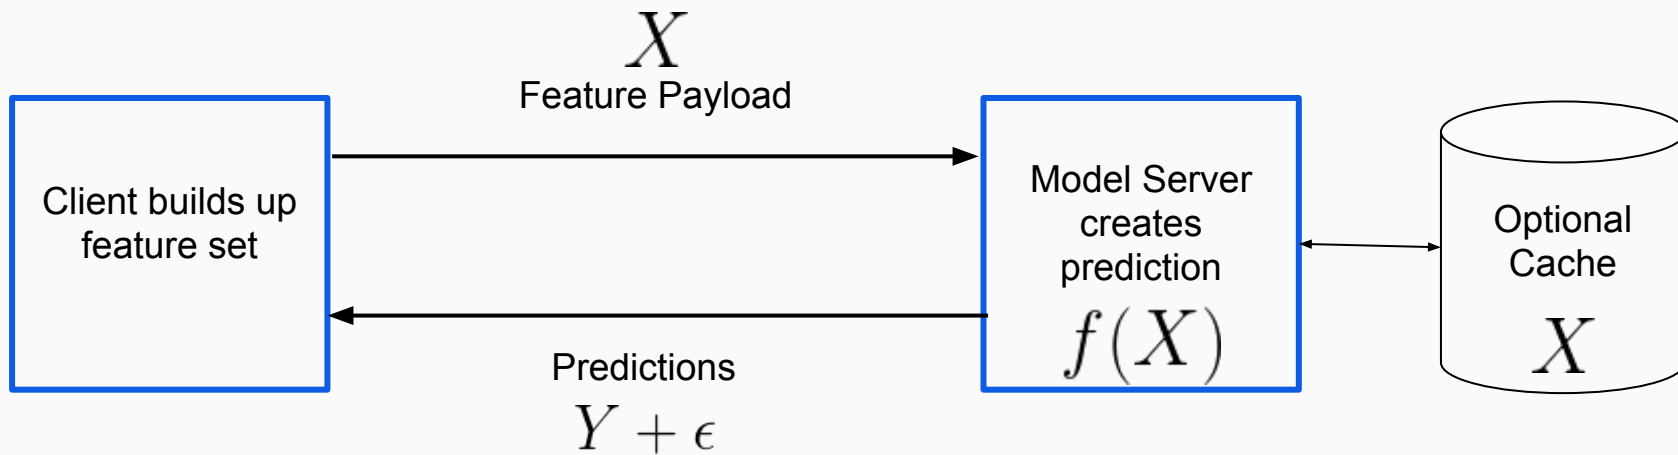 X
Feature Payload
Client builds up
feature set
Predictions
Y + ϵ
Model Server
creates
prediction
f(X)
Optional
Cache
X